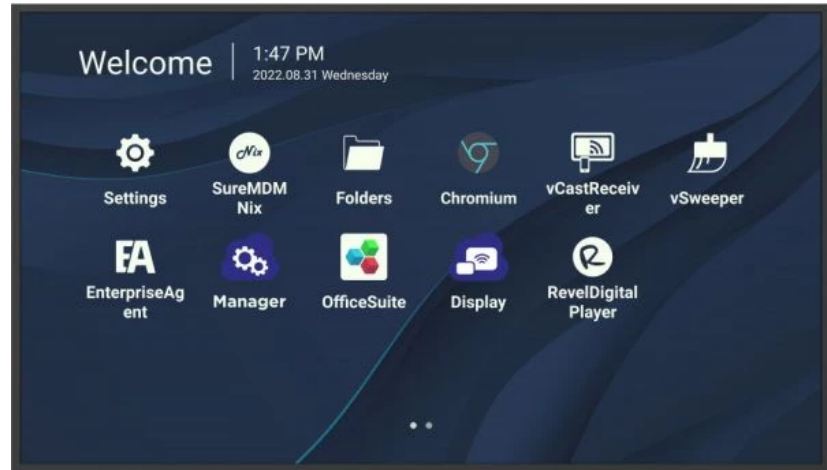 Welcome
1:47 PM
2022.08.31 Wednesday
Settings
Nix
SureMDM
Nix
Folders
Chromium
vCastReceiv
er
vSweeper
EA
EnterpriseAg
ent
Manager
OfficeSuite
Display
R
RevelDigital
Player